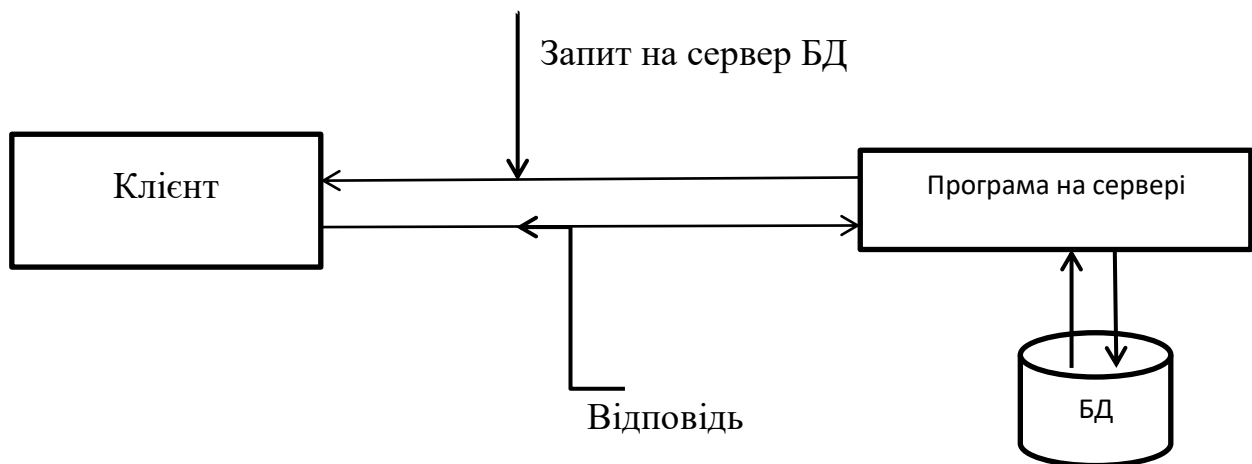 Запит на сервер БД
Клієнт
Програма на сервері
Відповідь
БД